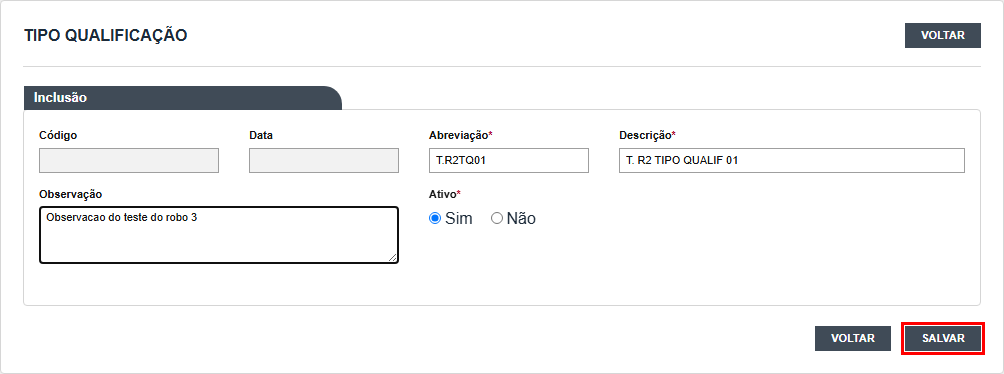 TIPO QUALIFICAÇÃO
VOLTAR
Inclusão
Código Data Abreviação* Descrição*
T.R2TQ01 T. R2 TIPO QUALIF 01
Observação Ativo*
Observacao do teste do robo 3
Sim Não
VOLTAR SALVAR